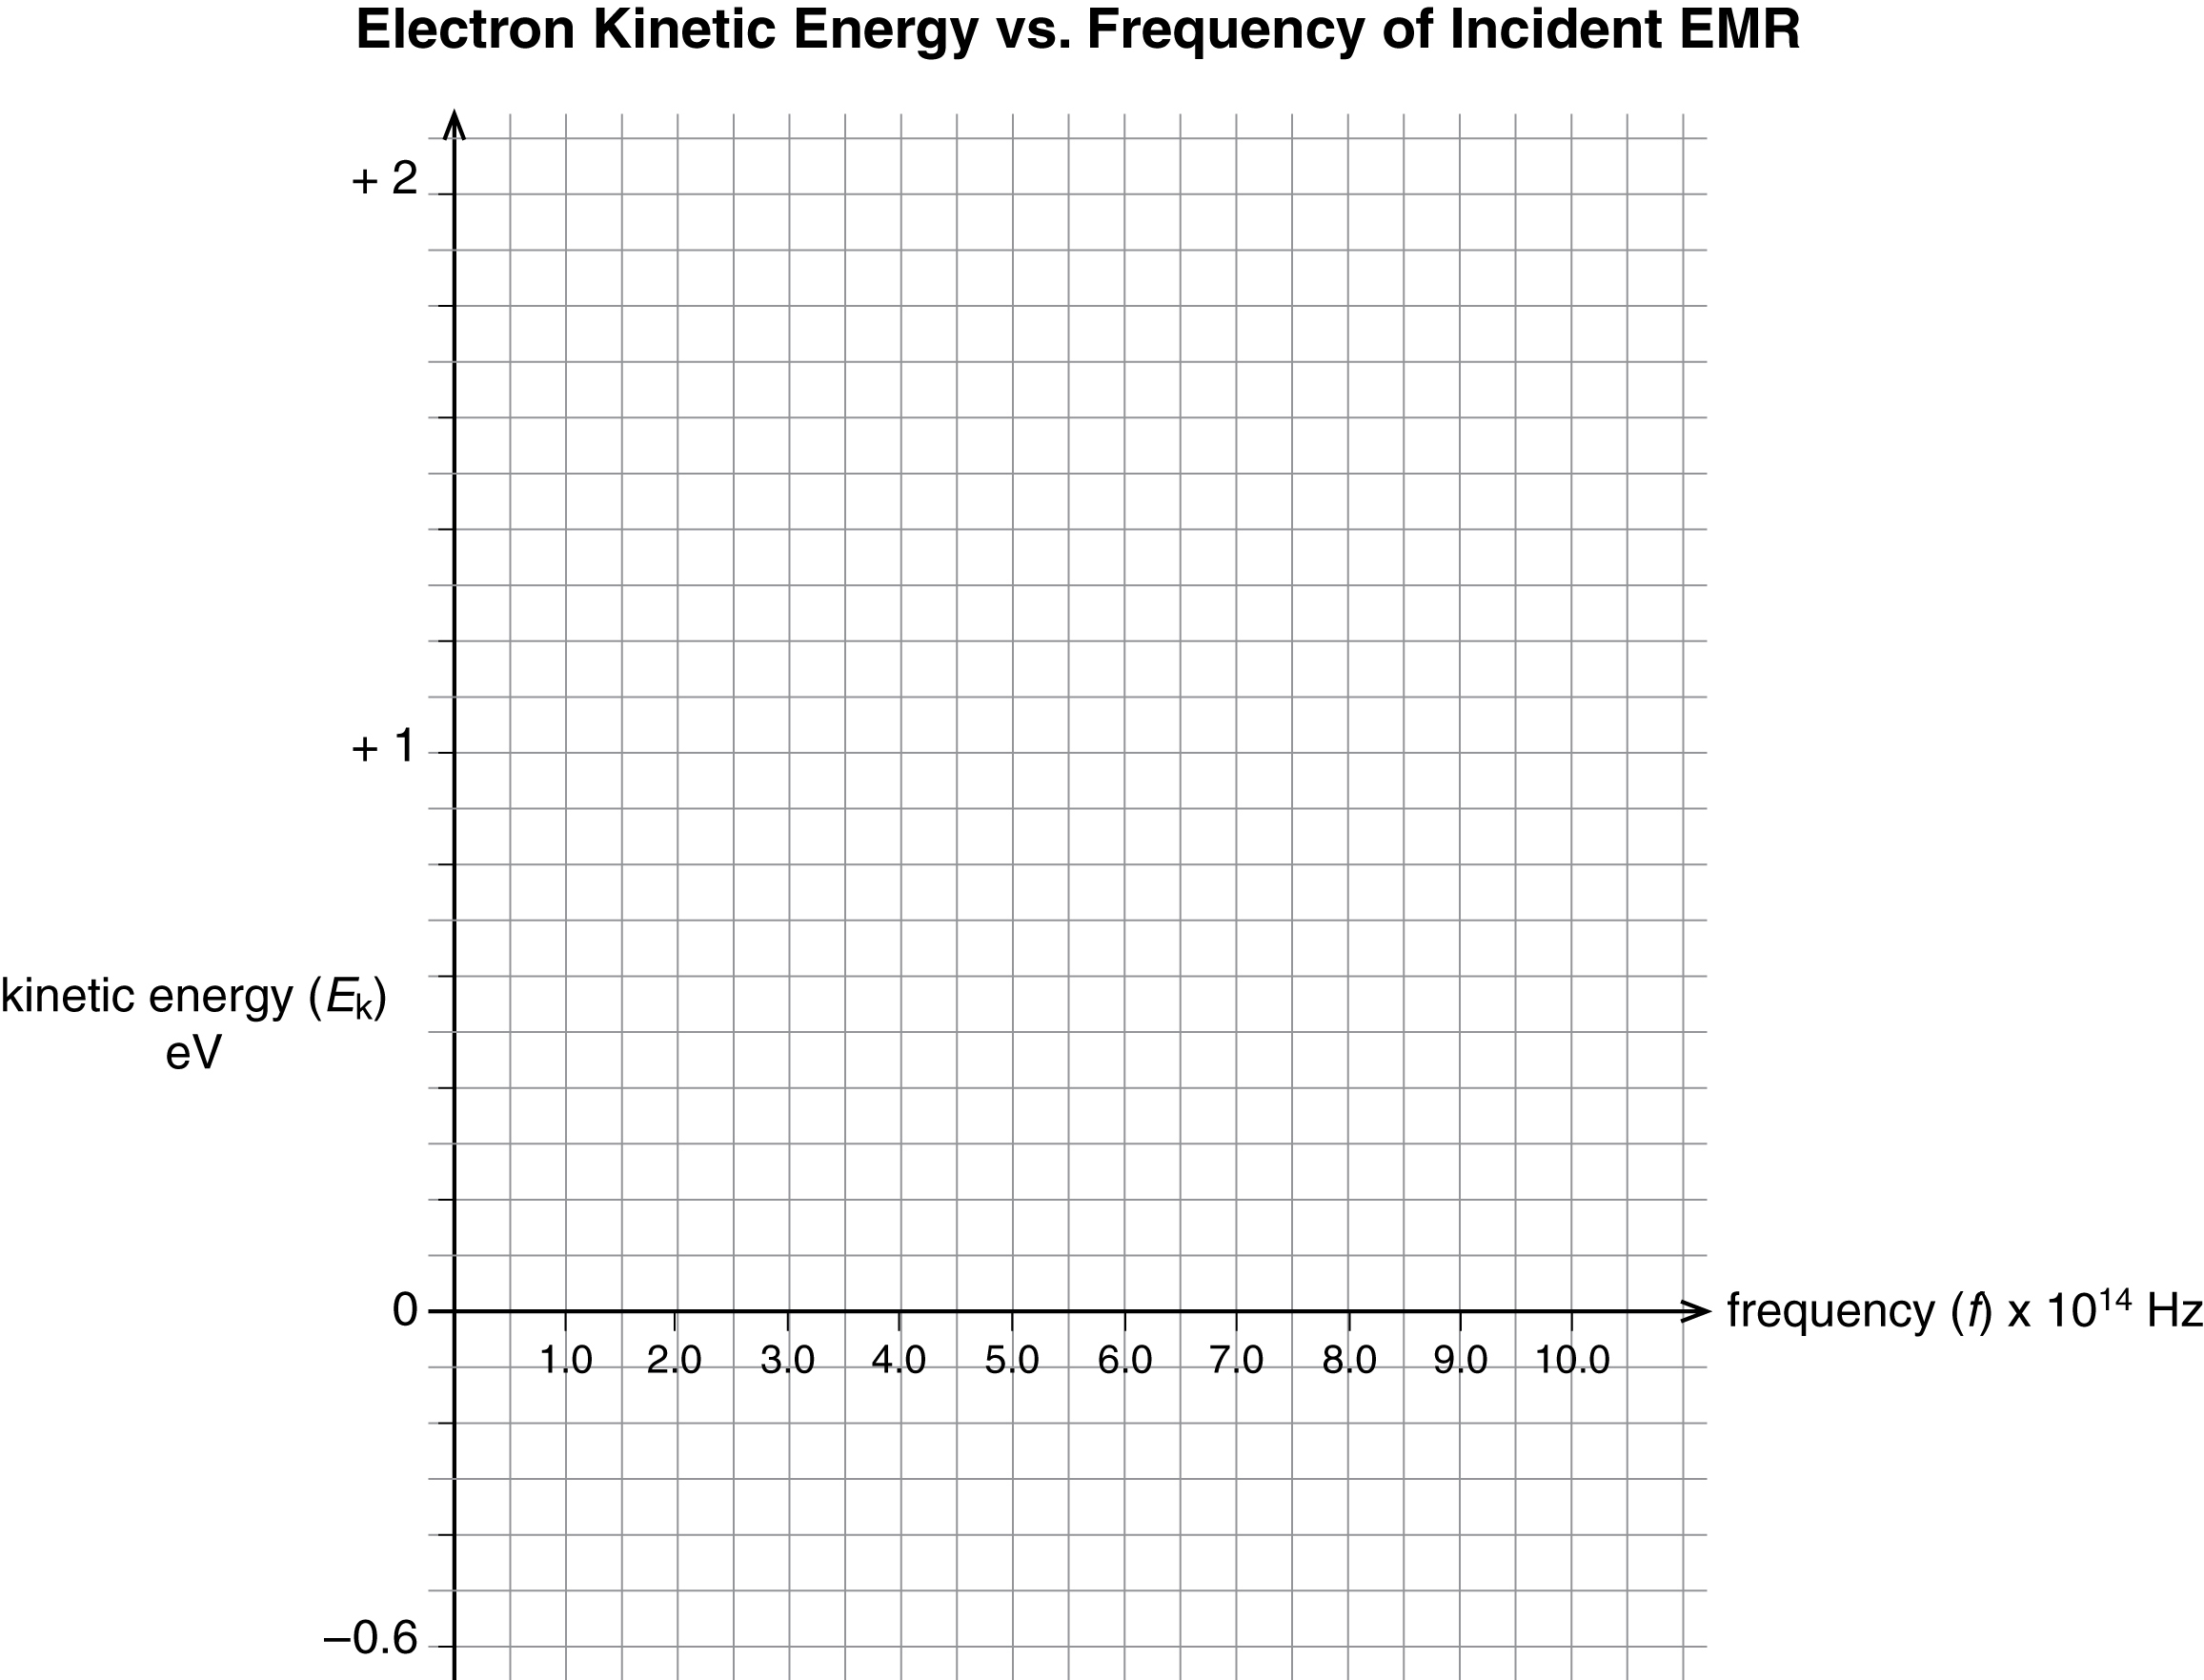 Electron Kinetic Energy vs. Frequency of Incident EMR
+ 2
+ 1
kinetic energy (Ek)
eV
0
frequency (f) x 10¹⁴ Hz
1.0 2.0 3.0 4.0 5.0 6.0 7.0 8.0 9.0 10.0
–0.6